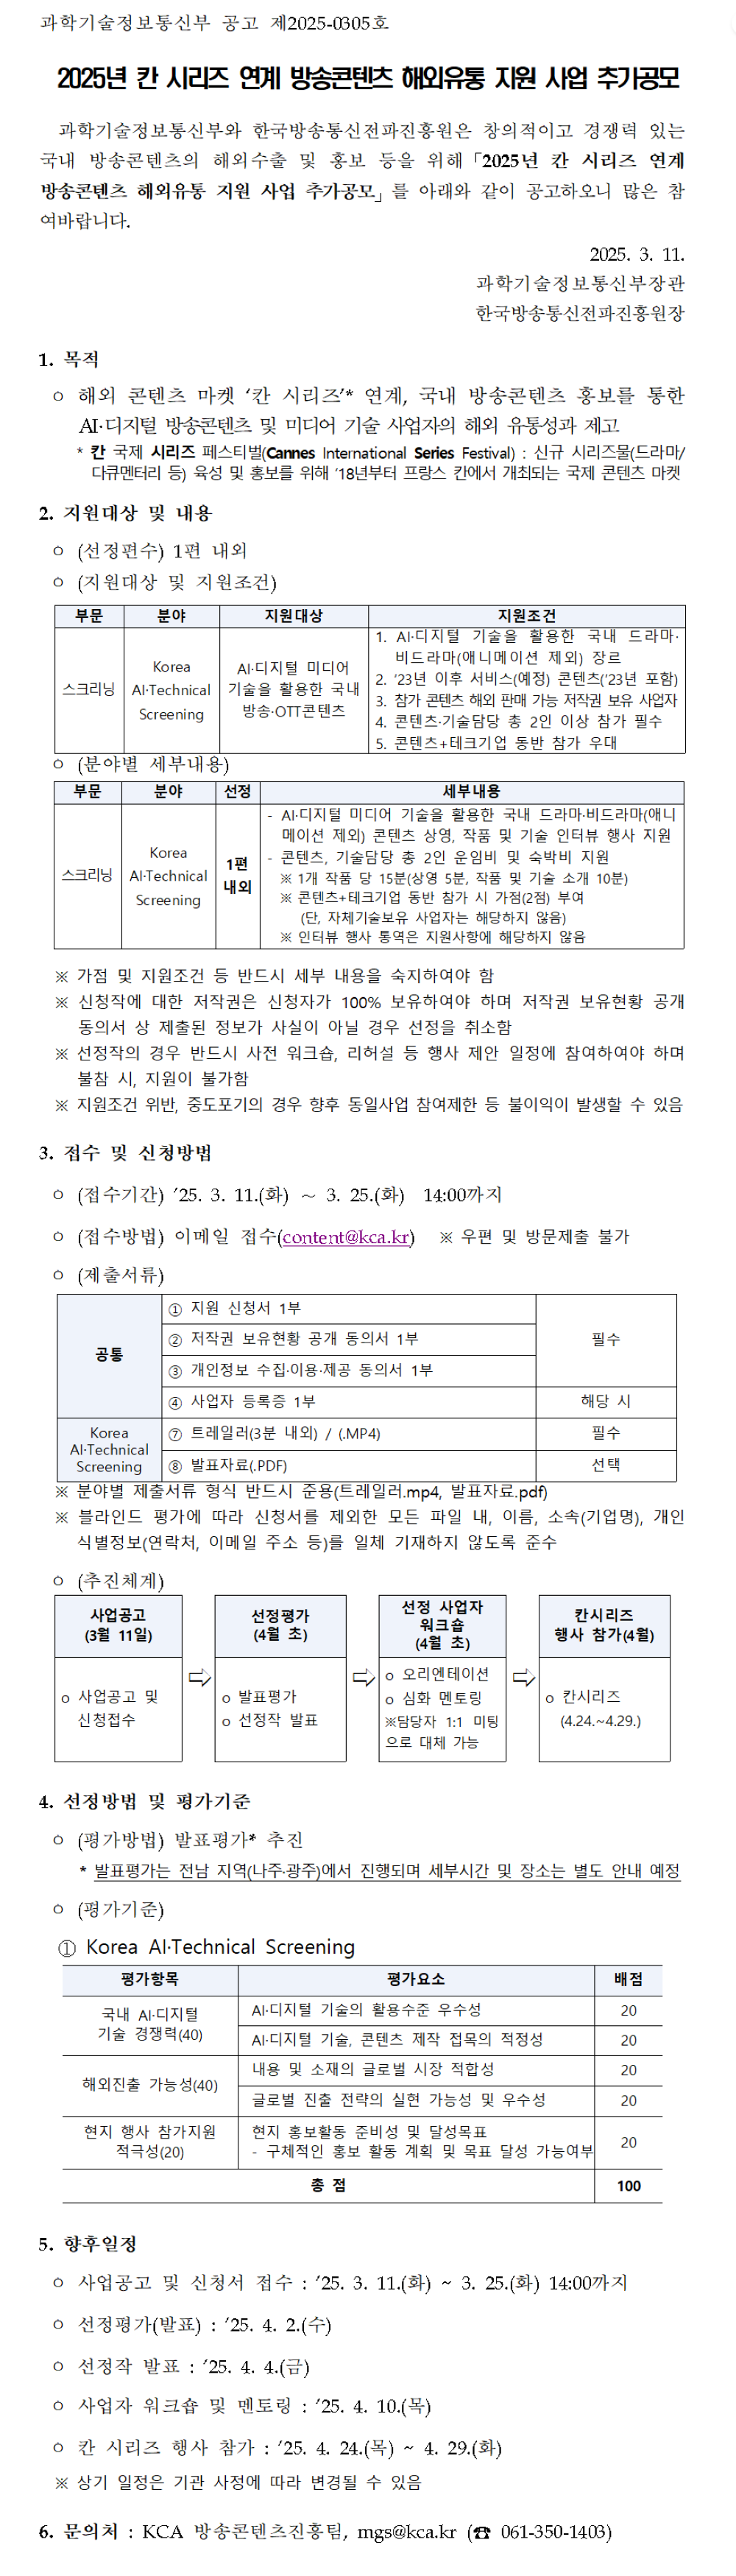 과학기술정보통신부 공고 제2025-0305호
2025년 칸 시리즈 연계 방송콘텐츠 해외유통 지원 사업 추가공모
과학기술정보통신부와 한국방송통신전파진흥원은 창의적이고 경쟁력 있는
국내 방송콘텐츠의 해외수출 및 홍보 등을 위해 「2025년 칸 시리즈 연계
방송콘텐츠 해외유통 지원 사업 추가공모」를 아래와 같이 공고하오니 많은 참
여바랍니다.
2025. 3. 11.
과학기술정보통신부장관
한국방송통신전파진흥원장
1. 목적
ㅇ 해외 콘텐츠 마켓 ‘칸 시리즈’* 연계, 국내 방송콘텐츠 홍보를 통한
AI·디지털 방송콘텐츠 및 미디어 기술 사업자의 해외 유통성과 제고
* 칸 국제 시리즈 페스티벌(Cannes International Series Festival) : 신규 시리즈물(드라마/
다큐멘터리 등) 육성 및 홍보를 위해 ’18년부터 프랑스 칸에서 개최되는 국제 콘텐츠 마켓
2. 지원대상 및 내용
ㅇ (선정편수) 1편 내외
ㅇ (지원대상 및 지원조건)
부문 분야 지원대상 지원조건
스크리닝
Korea
AI·Technical
Screening
AI·디지털 미디어
기술을 활용한 국내
방송·OTT콘텐츠
1. AI·디지털 기술을 활용한 국내 드라마·
비드라마(애니메이션 제외) 장르
2. ’23년 이후 서비스(예정) 콘텐츠(’23년 포함)
3. 참가 콘텐츠 해외 판매 가능 저작권 보유 사업자
4. 콘텐츠·기술담당 총 2인 이상 참가 필수
5. 콘텐츠+테크기업 동반 참가 우대
ㅇ (분야별 세부내용)
부문 분야 선정 세부내용
스크리닝
Korea
AI·Technical
Screening
1편
내외
- AI·디지털 미디어 기술을 활용한 국내 드라마·비드라마(애니
메이션 제외) 콘텐츠 상영, 작품 및 기술 인터뷰 행사 지원
- 콘텐츠, 기술담당 총 2인 운임비 및 숙박비 지원
※ 1개 작품 당 15분(상영 5분, 작품 및 기술 소개 10분)
※ 콘텐츠+테크기업 동반 참가 시 가점(2점) 부여
(단, 자체기술보유 사업자는 해당하지 않음)
※ 인터뷰 행사 통역은 지원사항에 해당하지 않음
※ 가점 및 지원조건 등 반드시 세부 내용을 숙지하여야 함
※ 신청작에 대한 저작권은 신청자가 100% 보유하여야 하며 저작권 보유현황 공개
동의서 상 제출된 정보가 사실이 아닐 경우 선정을 취소함
※ 선정작의 경우 반드시 사전 워크숍, 리허설 등 행사 제안 일정에 참여하여야 하며
불참 시, 지원이 불가함
※ 지원조건 위반, 중도포기의 경우 향후 동일사업 참여제한 등 불이익이 발생할 수 있음
3. 접수 및 신청방법
ㅇ (접수기간) ’25. 3. 11.(화) ~ 3. 25.(화) 14:00까지
ㅇ (접수방법) 이메일 접수(content@kca.kr) ※ 우편 및 방문제출 불가
ㅇ (제출서류)
공통
① 지원 신청서 1부
② 저작권 보유현황 공개 동의서 1부
③ 개인정보 수집·이용·제공 동의서 1부
필수
④ 사업자 등록증 1부 해당 시
Korea
AI·Technical
Screening
⑦ 트레일러(3분 내외) / (.MP4) 필수
⑧ 발표자료(.PDF) 선택
※ 분야별 제출서류 형식 반드시 준용(트레일러.mp4, 발표자료.pdf)
※ 블라인드 평가에 따라 신청서를 제외한 모든 파일 내, 이름, 소속(기업명), 개인
식별정보(연락처, 이메일 주소 등)를 일체 기재하지 않도록 준수
ㅇ (추진체계)
사업공고
(3월 11일)
ㅇ 사업공고 및
신청접수
⇨
선정평가
(4월 초)
ㅇ 발표평가
ㅇ 선정작 발표
⇨
선정 사업자
워크숍
(4월 초)
ㅇ 오리엔테이션
ㅇ 심화 멘토링
※담당자 1:1 미팅
으로 대체 가능
⇨
칸시리즈
행사 참가(4월)
ㅇ 칸시리즈
(4.24.~4.29.)
4. 선정방법 및 평가기준
ㅇ (평가방법) 발표평가* 추진
* 발표평가는 전남 지역(나주·광주)에서 진행되며 세부시간 및 장소는 별도 안내 예정
ㅇ (평가기준)
① Korea AI·Technical Screening
평가항목 평가요소 배점
국내 AI·디지털
기술 경쟁력(40)
AI·디지털 기술의 활용수준 우수성 20
AI·디지털 기술, 콘텐츠 제작 접목의 적정성 20
해외진출 가능성(40)
내용 및 소재의 글로벌 시장 적합성 20
글로벌 진출 전략의 실현 가능성 및 우수성 20
현지 행사 참가지원
적극성(20)
현지 홍보활동 준비성 및 달성목표
- 구체적인 홍보 활동 계획 및 목표 달성 가능여부
20
총 점 100
5. 향후일정
ㅇ 사업공고 및 신청서 접수 : ’25. 3. 11.(화) ~ 3. 25.(화) 14:00까지
ㅇ 선정평가(발표) : ’25. 4. 2.(수)
ㅇ 선정작 발표 : ’25. 4. 4.(금)
ㅇ 사업자 워크숍 및 멘토링 : ’25. 4. 10.(목)
ㅇ 칸 시리즈 행사 참가 : ’25. 4. 24.(목) ~ 4. 29.(화)
※ 상기 일정은 기관 사정에 따라 변경될 수 있음
6. 문의처 : KCA 방송콘텐츠진흥팀, mgs@kca.kr (☎ 061-350-1403)